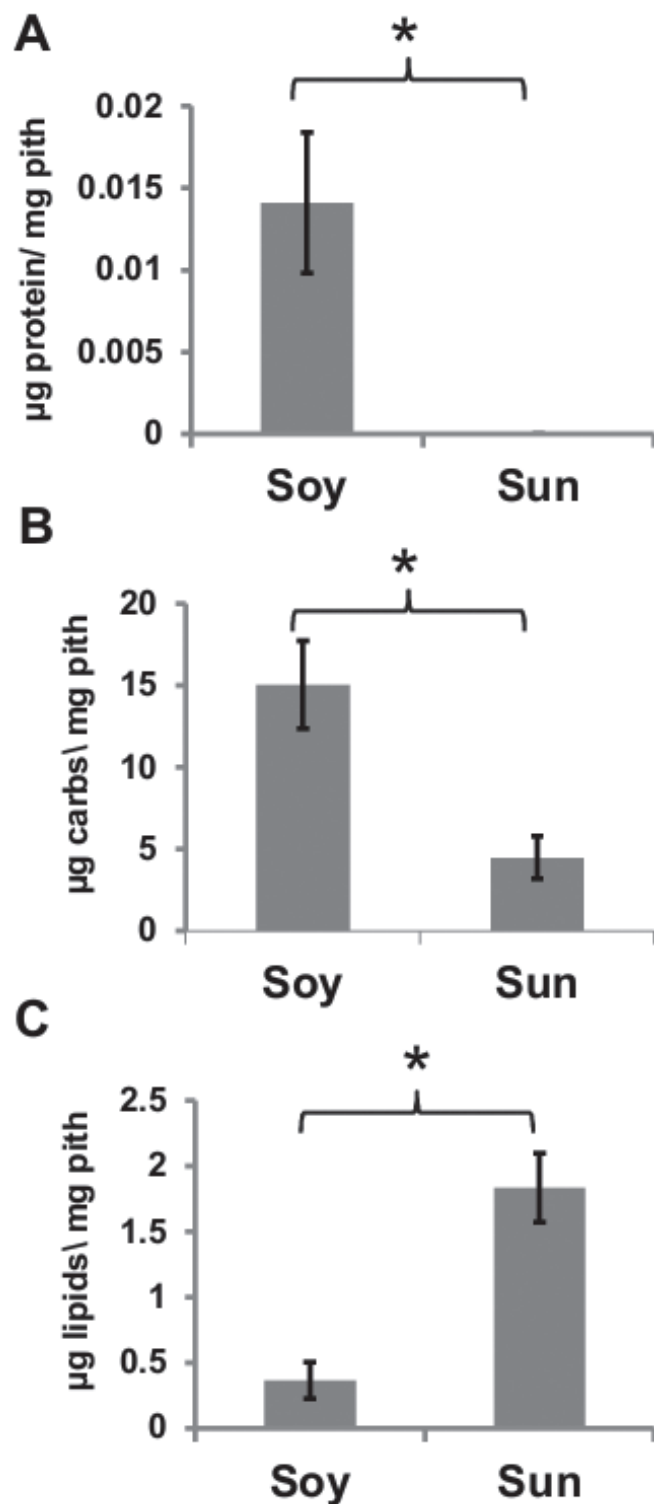 A
*
µg protein/ mg pith
0.02
0.015
0.01
0.005
0
Soy Sun
B
*
µg carbs\ mg pith
20
15
10
5
0
Soy Sun
C
*
µg lipids\ mg pith
2.5
2
1.5
1
0.5
0
Soy Sun